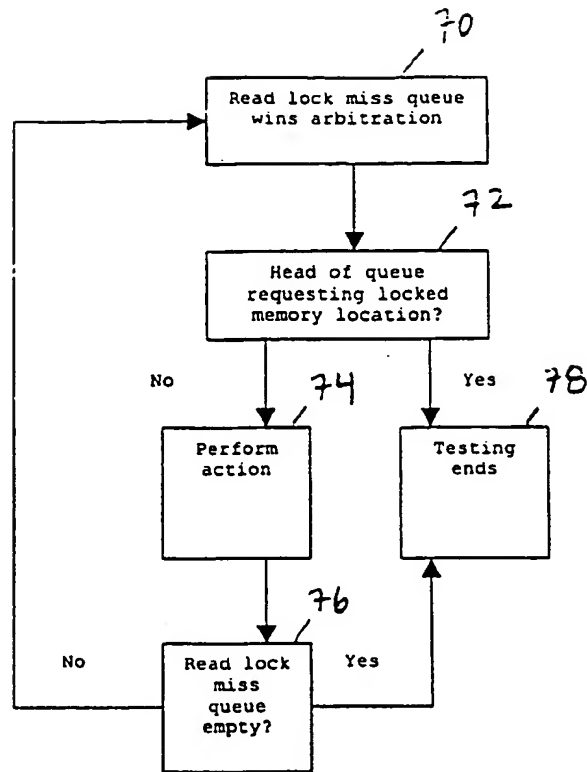 70
Read lock miss queue
wins arbitration
72
Head of queue
requesting locked
memory location?
No
74
Yes
78
Perform
action
Testing
ends
76
No
Read lock
miss
queue
empty?
Yes